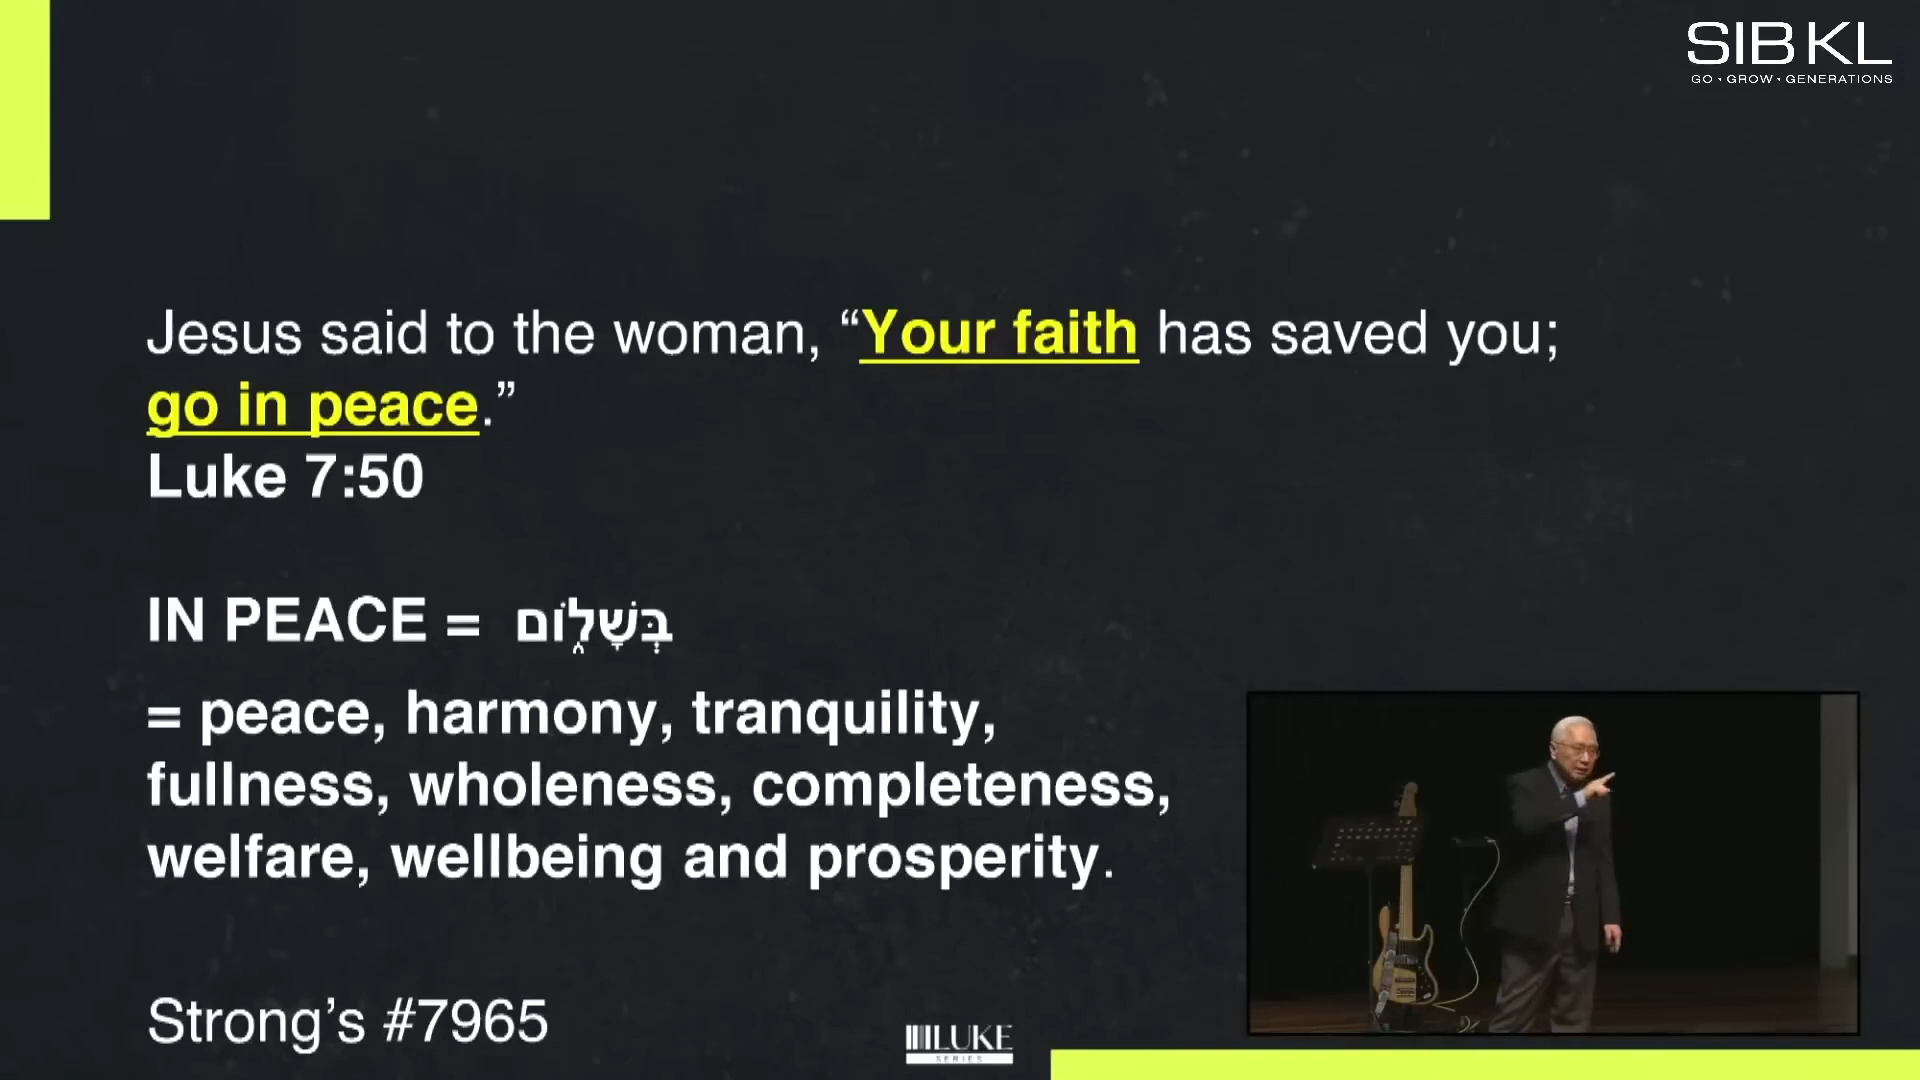 SIBKL
GO • GROW • GENERATIONS
Jesus said to the woman, “Your faith has saved you;
go in peace.”
Luke 7:50
IN PEACE = בְּשָׁל֑וֹם
= peace, harmony, tranquility,
fullness, wholeness, completeness,
welfare, wellbeing and prosperity.
Strong’s #7965
LUKE
SERIES